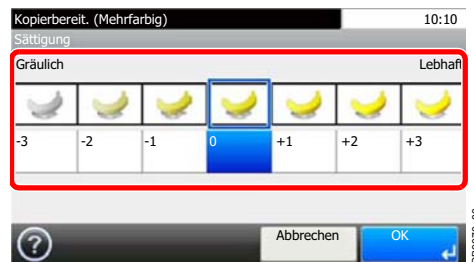 Kopierbereit. (Mehrfarbig) 10:10
Sättigung
Gräulich Lebhaft
-3 -2 -1 0 +1 +2 +3
? Abbrechen OK